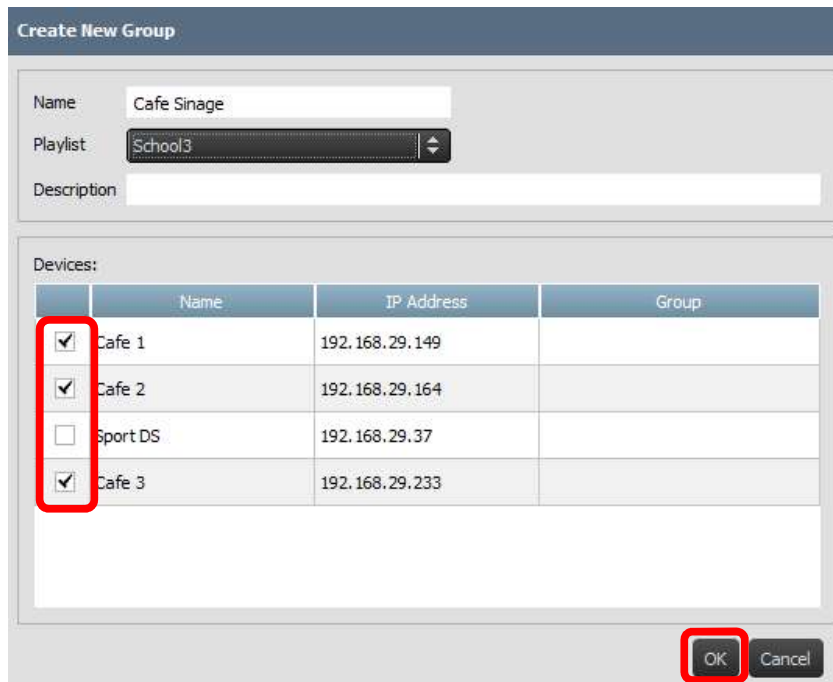 Create New Group
Name Cafe Sinage
Playlist School3
Description
Devices:
Name IP Address Group
Cafe 1 192.168.29.149
Cafe 2 192.168.29.164
Sport DS 192.168.29.37
Cafe 3 192.168.29.233
OK Cancel